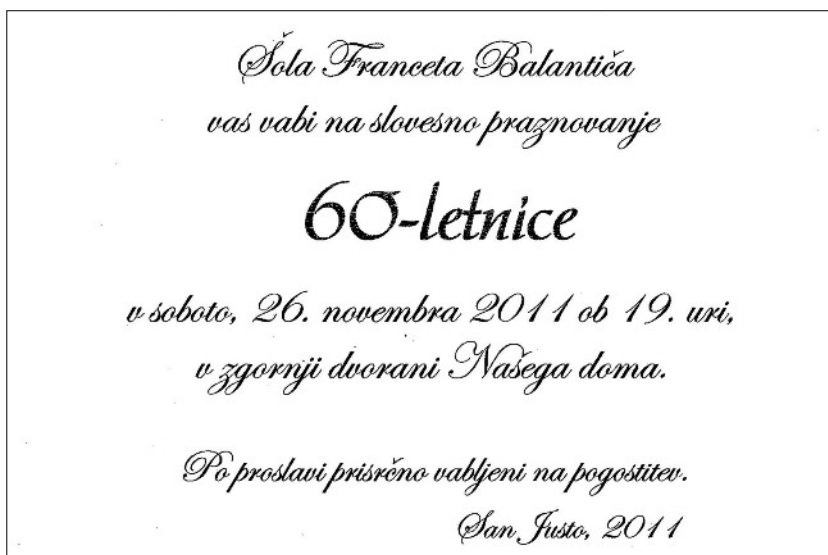 Šola Franceta Balantiča
vas vabi na slovesno praznovanje
60-letnice
v soboto, 26. novembra 2011 ob 19. uri,
v zgornji dvorani Našega doma.
Po proslavi prisrčno vabljeni na pogostitev.
San Justo, 2011